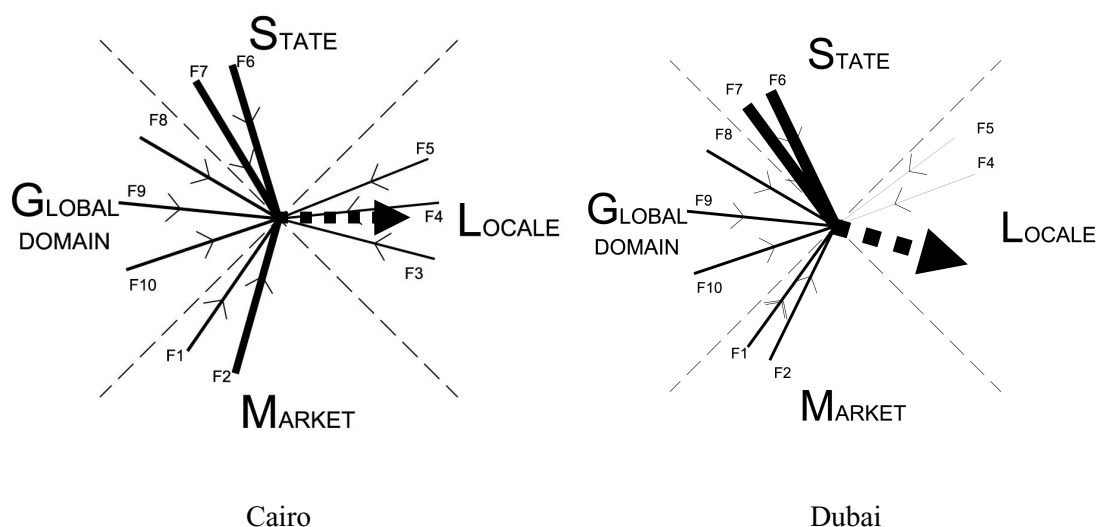 STATE
F7
F6
F8
F5
F9
GLOBAL
DOMAIN
F4
LOCALE
F3
F10
F1
F2
MARKET
Cairo
STATE
F7
F6
F8
F5
F4
F9
GLOBAL
DOMAIN
LOCALE
F10
F1
F2
MARKET
Dubai